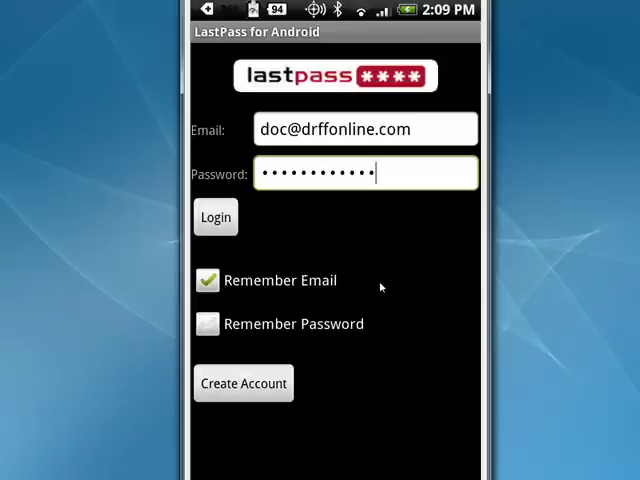 94 2:09 PM
LastPass for Android
lastpass ****
Email: doc@drffonline.com
Password: ••••••••••••
Login
Remember Email
Remember Password
Create Account